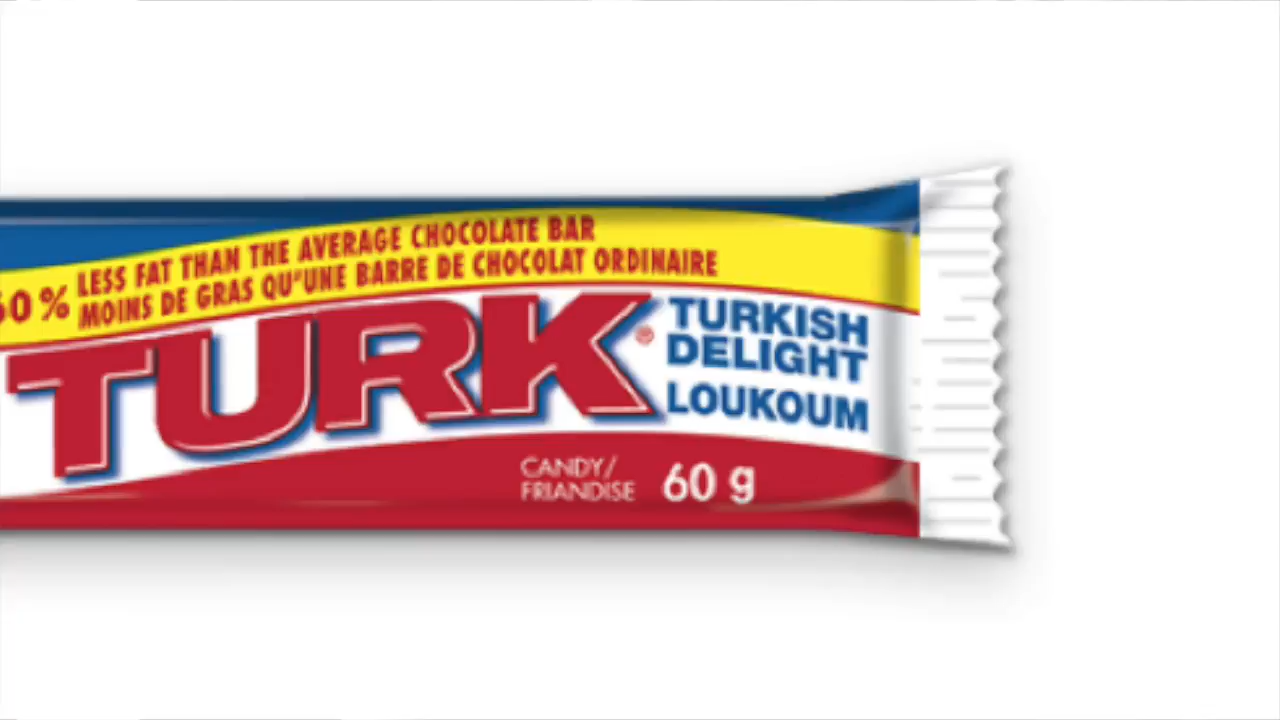 60 % LESS FAT THAN THE AVERAGE CHOCOLATE BAR
MOINS DE GRAS QU'UNE BARRE DE CHOCOLAT ORDINAIRE
TURK®
TURKISH
DELIGHT
LOUKOUM
CANDY/
FRIANDISE
60 g